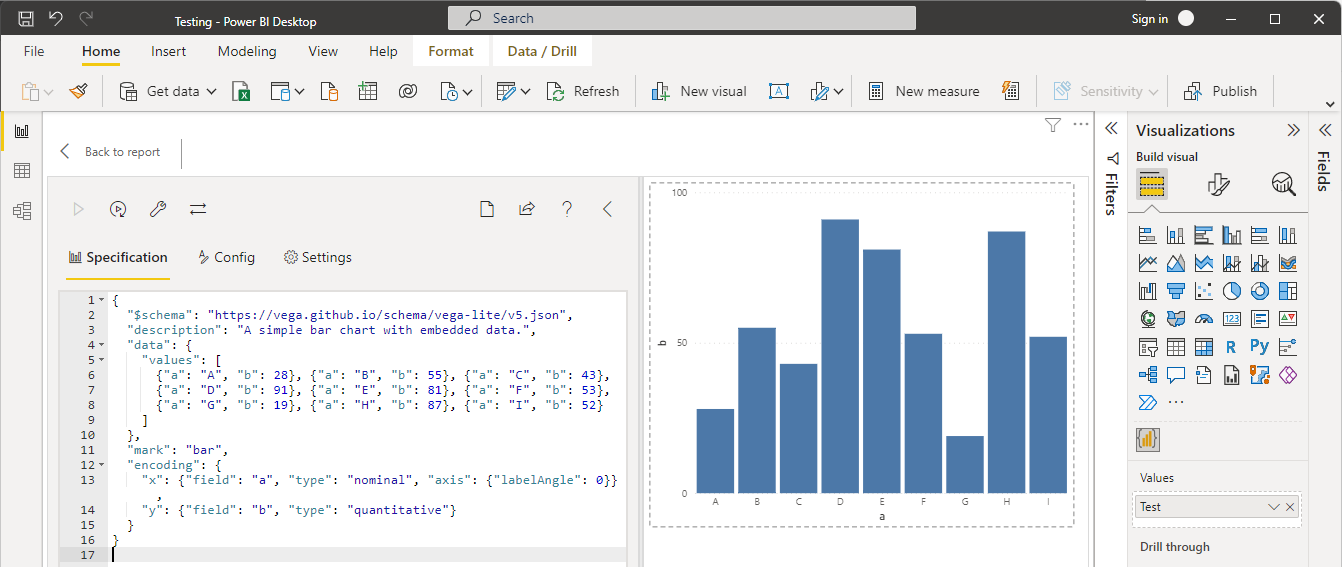 Testing - Power BI Desktop
Search
Sign in
File
Home
Insert
Modeling
View
Help
Format
Data / Drill
Get data
Refresh
New visual
New measure
Sensitivity
Publish
Back to report
Specification
Config
Settings
1 {
2 "$schema": "https://vega.github.io/schema/vega-lite/v5.json",
3 "description": "A simple bar chart with embedded data.",
4 "data": {
5 "values": [
6 {"a": "A", "b": 28}, {"a": "B", "b": 55}, {"a": "C", "b": 43},
7 {"a": "D", "b": 91}, {"a": "E", "b": 81}, {"a": "F", "b": 53},
8 {"a": "G", "b": 19}, {"a": "H", "b": 87}, {"a": "I", "b": 52}
9 ]
10 },
11 "mark": "bar",
12 "encoding": {
13 "x": {"field": "a", "type": "nominal", "axis": {"labelAngle": 0}}
,
14 "y": {"field": "b", "type": "quantitative"}
15 }
16 }
17
100
50
0
b
A B C D E F G H I
a
Filters
Visualizations
Build visual
123
R
Py
Values
Test
Drill through
Fields